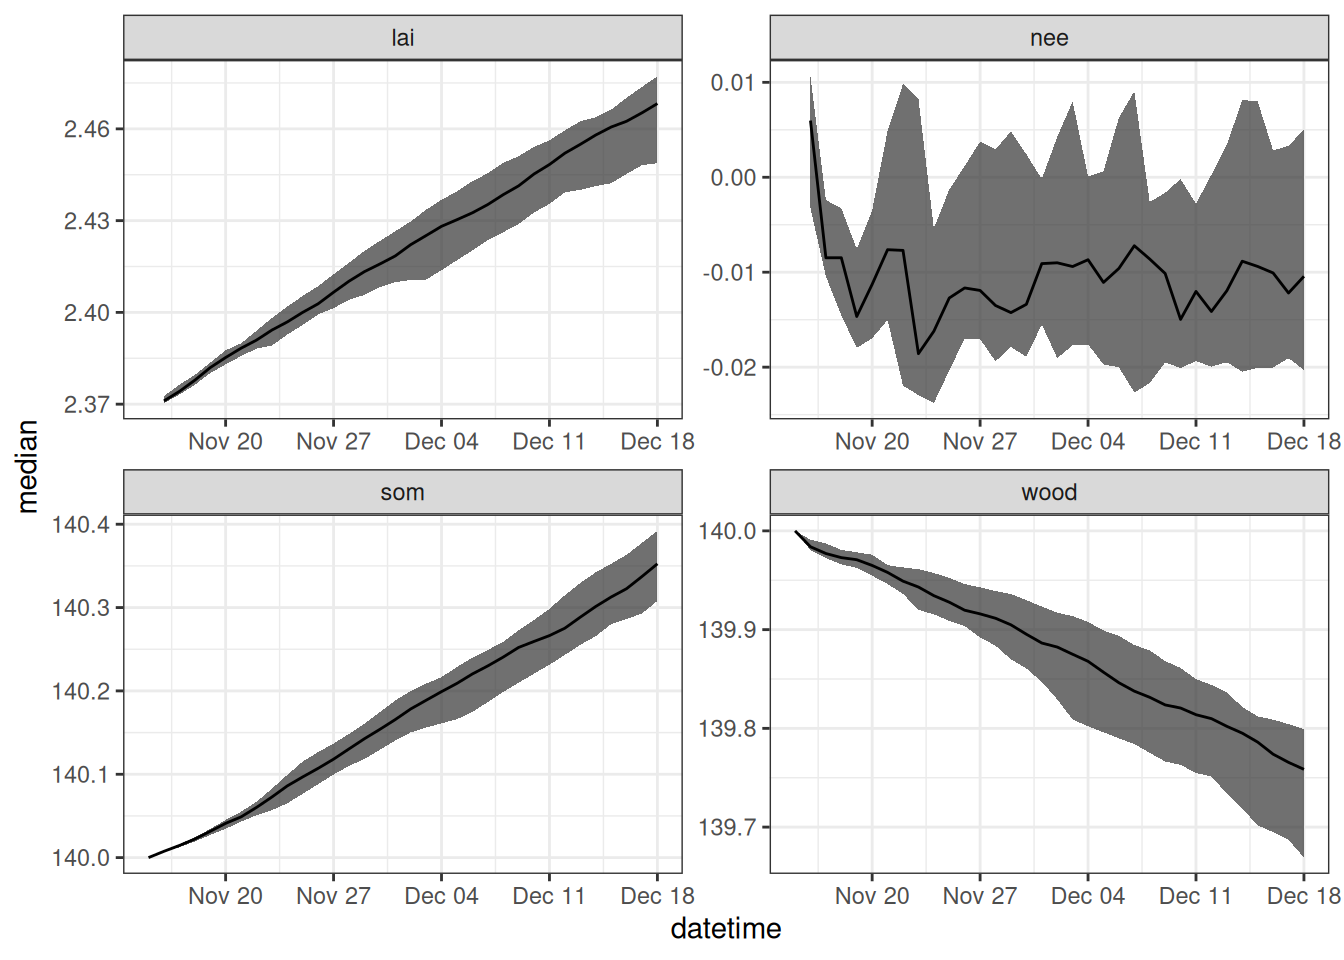 lai
nee
2.46
2.43
2.40
2.37
0.01
0.00
-0.01
-0.02
Nov 20 Nov 27 Dec 04 Dec 11 Dec 18
Nov 20 Nov 27 Dec 04 Dec 11 Dec 18
median
som
wood
140.4
140.3
140.2
140.1
140.0
140.0
139.9
139.8
139.7
Nov 20 Nov 27 Dec 04 Dec 11 Dec 18
Nov 20 Nov 27 Dec 04 Dec 11 Dec 18
datetime